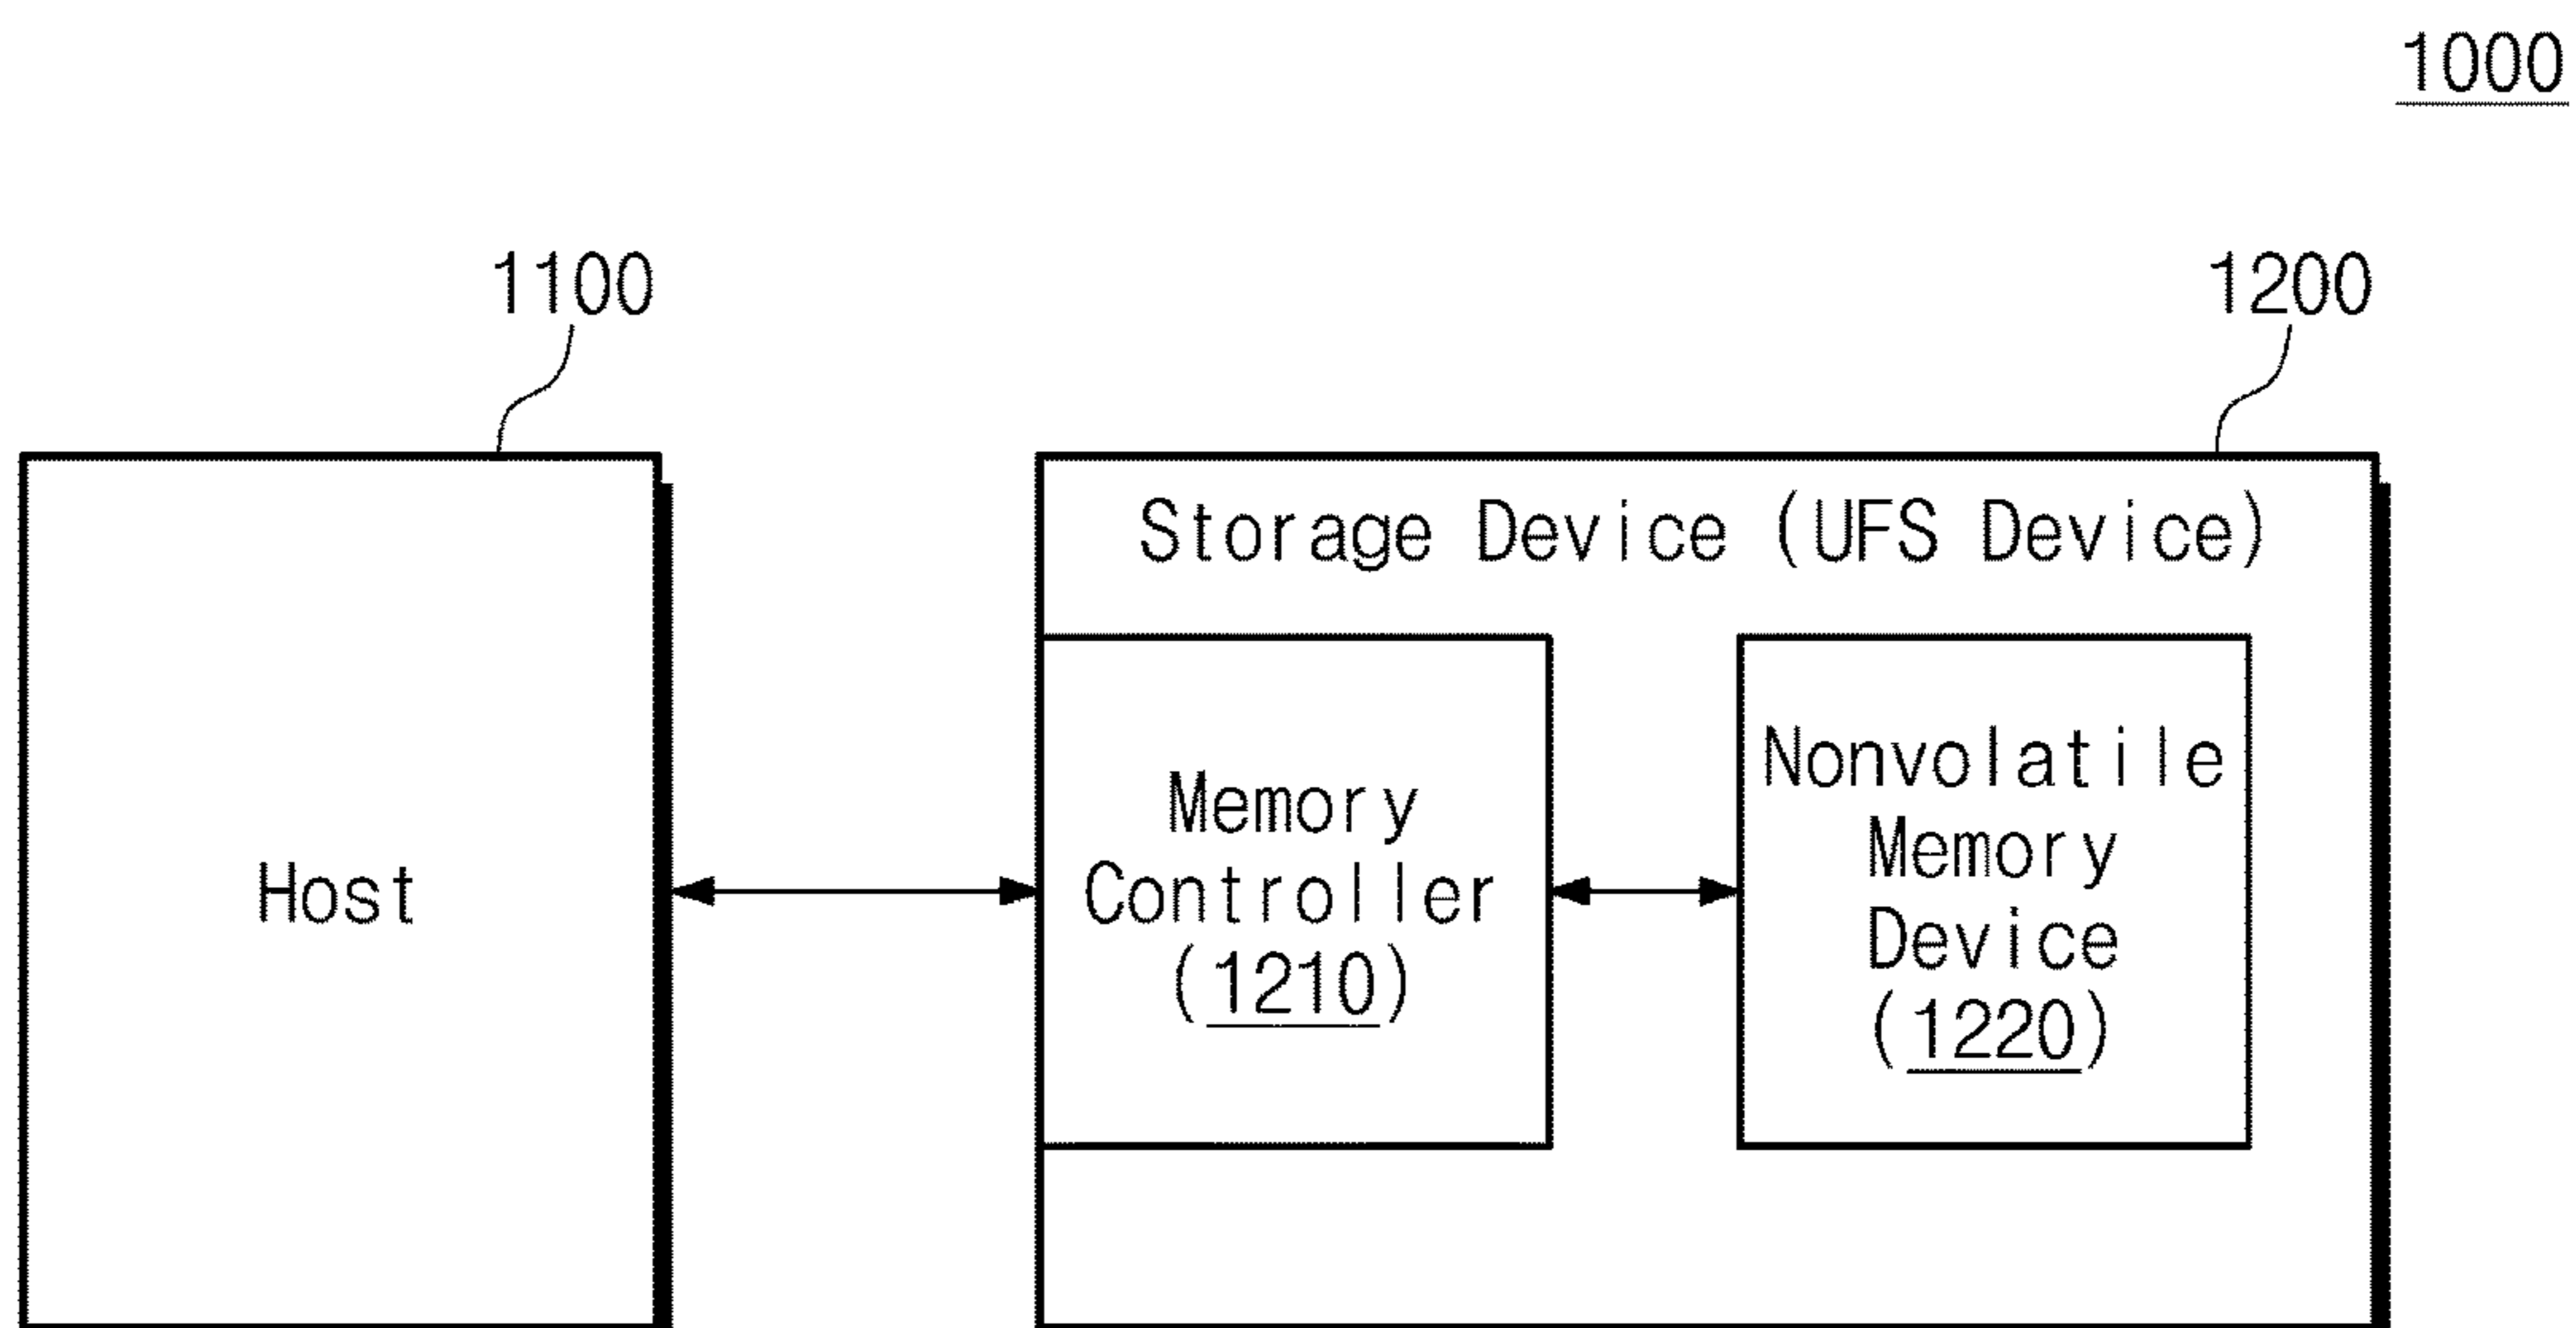 1000
1100
1200
Storage Device (UFS Device)
Host
Memory
Controller
(1210)
Nonvolatile
Memory
Device
(1220)